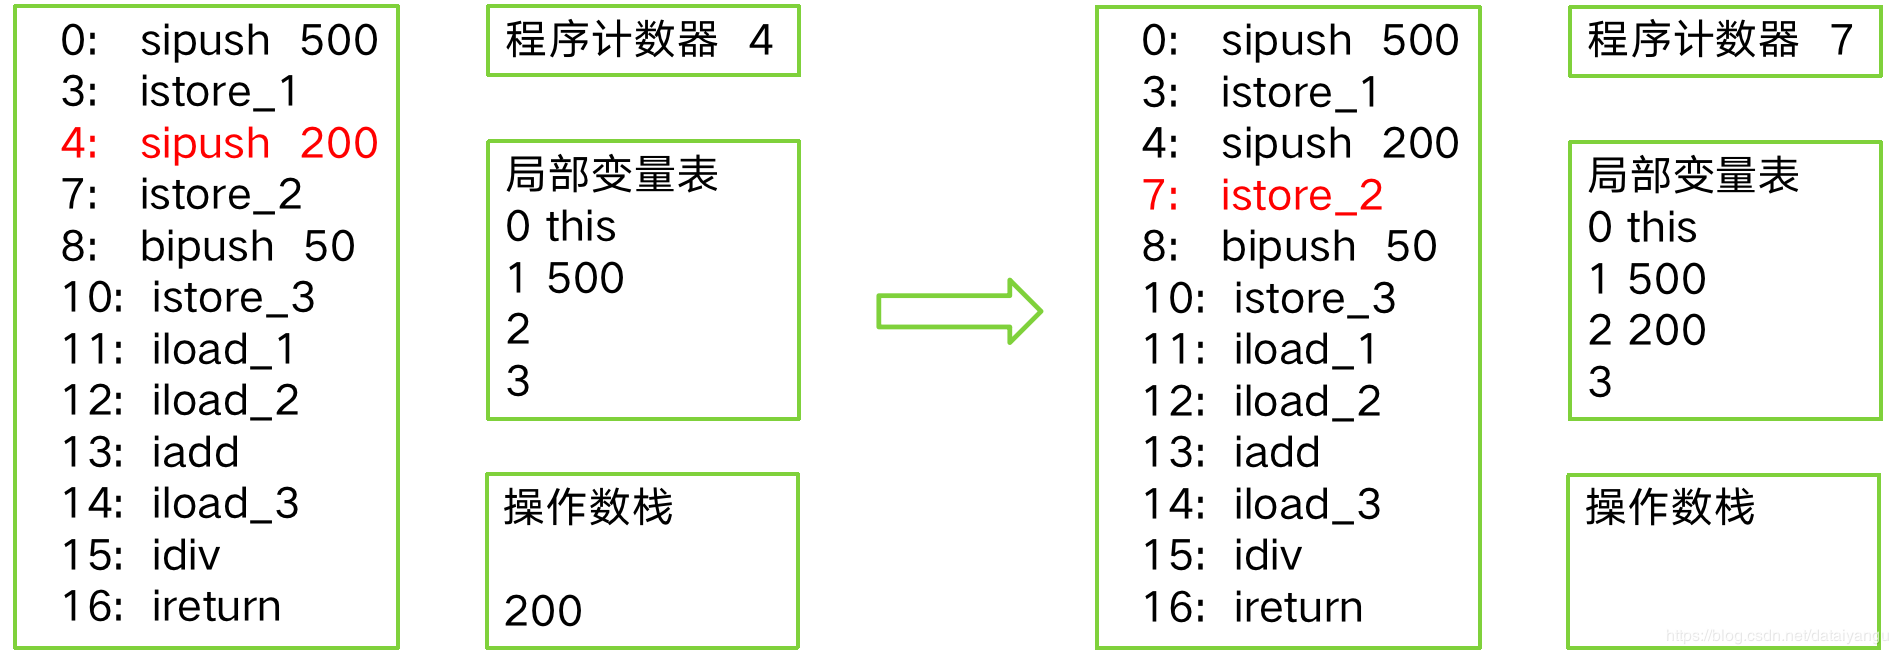 0: sipush 500
3: istore_1
4: sipush 200
7: istore_2
8: bipush 50
10: istore_3
11: iload_1
12: iload_2
13: iadd
14: iload_3
15: idiv
16: ireturn
程序计数器 4
局部变量表
0 this
1 500
2
3
操作数栈
200
0: sipush 500
3: istore_1
4: sipush 200
7: istore_2
8: bipush 50
10: istore_3
11: iload_1
12: iload_2
13: iadd
14: iload_3
15: idiv
16: ireturn
程序计数器 7
局部变量表
0 this
1 500
2 200
3
操作数栈
https://blog.csdn.net/dataiyangu